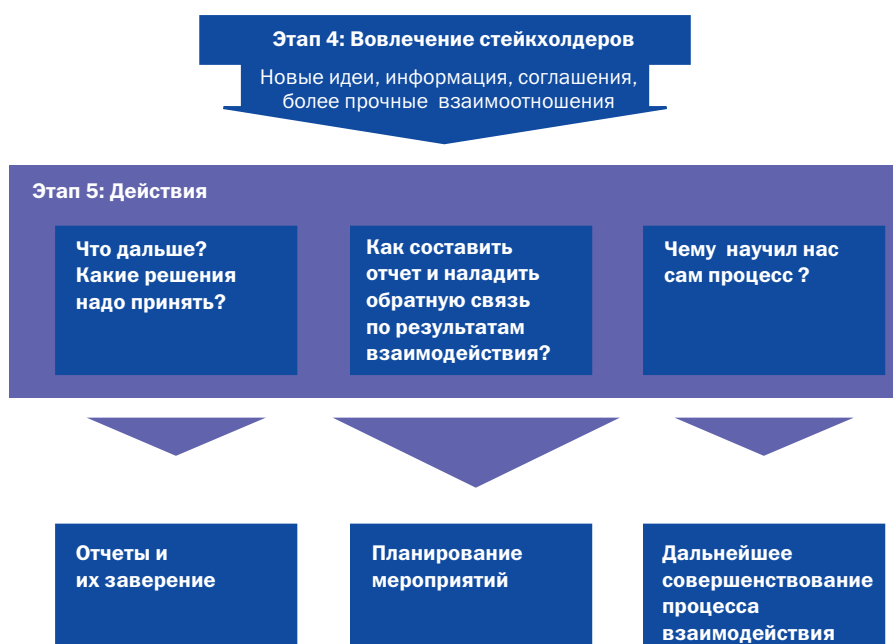 Этап 4: Вовлечение стейкхолдеров
Новые идеи, информация, соглашения,
более прочные взаимоотношения
Этап 5: Действия
Что дальше?
Какие решения
надо принять?
Как составить
отчет и наладить
обратную связь
по результатам
взаимодействия?
Чему научил нас
сам процесс ?
Отчеты и
их заверение
Планирование
мероприятий
Дальнейшее
совершенствование
процесса
взаимодействия